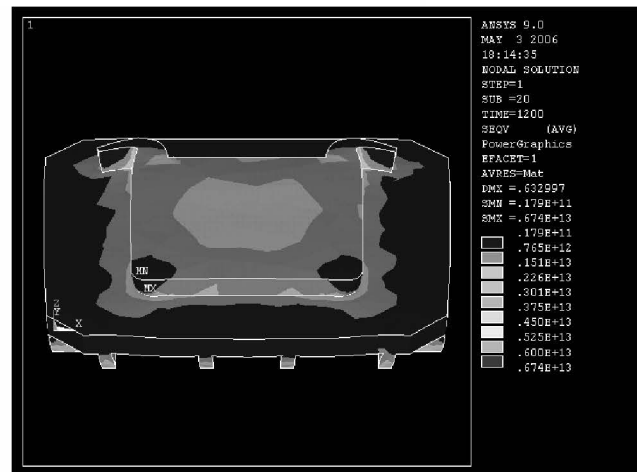 1
ANSYS 9.0
MAY 3 2006
18:14:35
NODAL SOLUTION
STEP=1
SUB =20
TIME=1200
SEQV (AVG)
PowerGraphics
EFACET=1
AVRES=Mat
DMX =.632997
SMN =.179E+11
SMX =.674E+13
.179E+11
.765E+12
.151E+13
.226E+13
.301E+13
.375E+13
.450E+13
.525E+13
.600E+13
.674E+13
MN
MX
Z
X